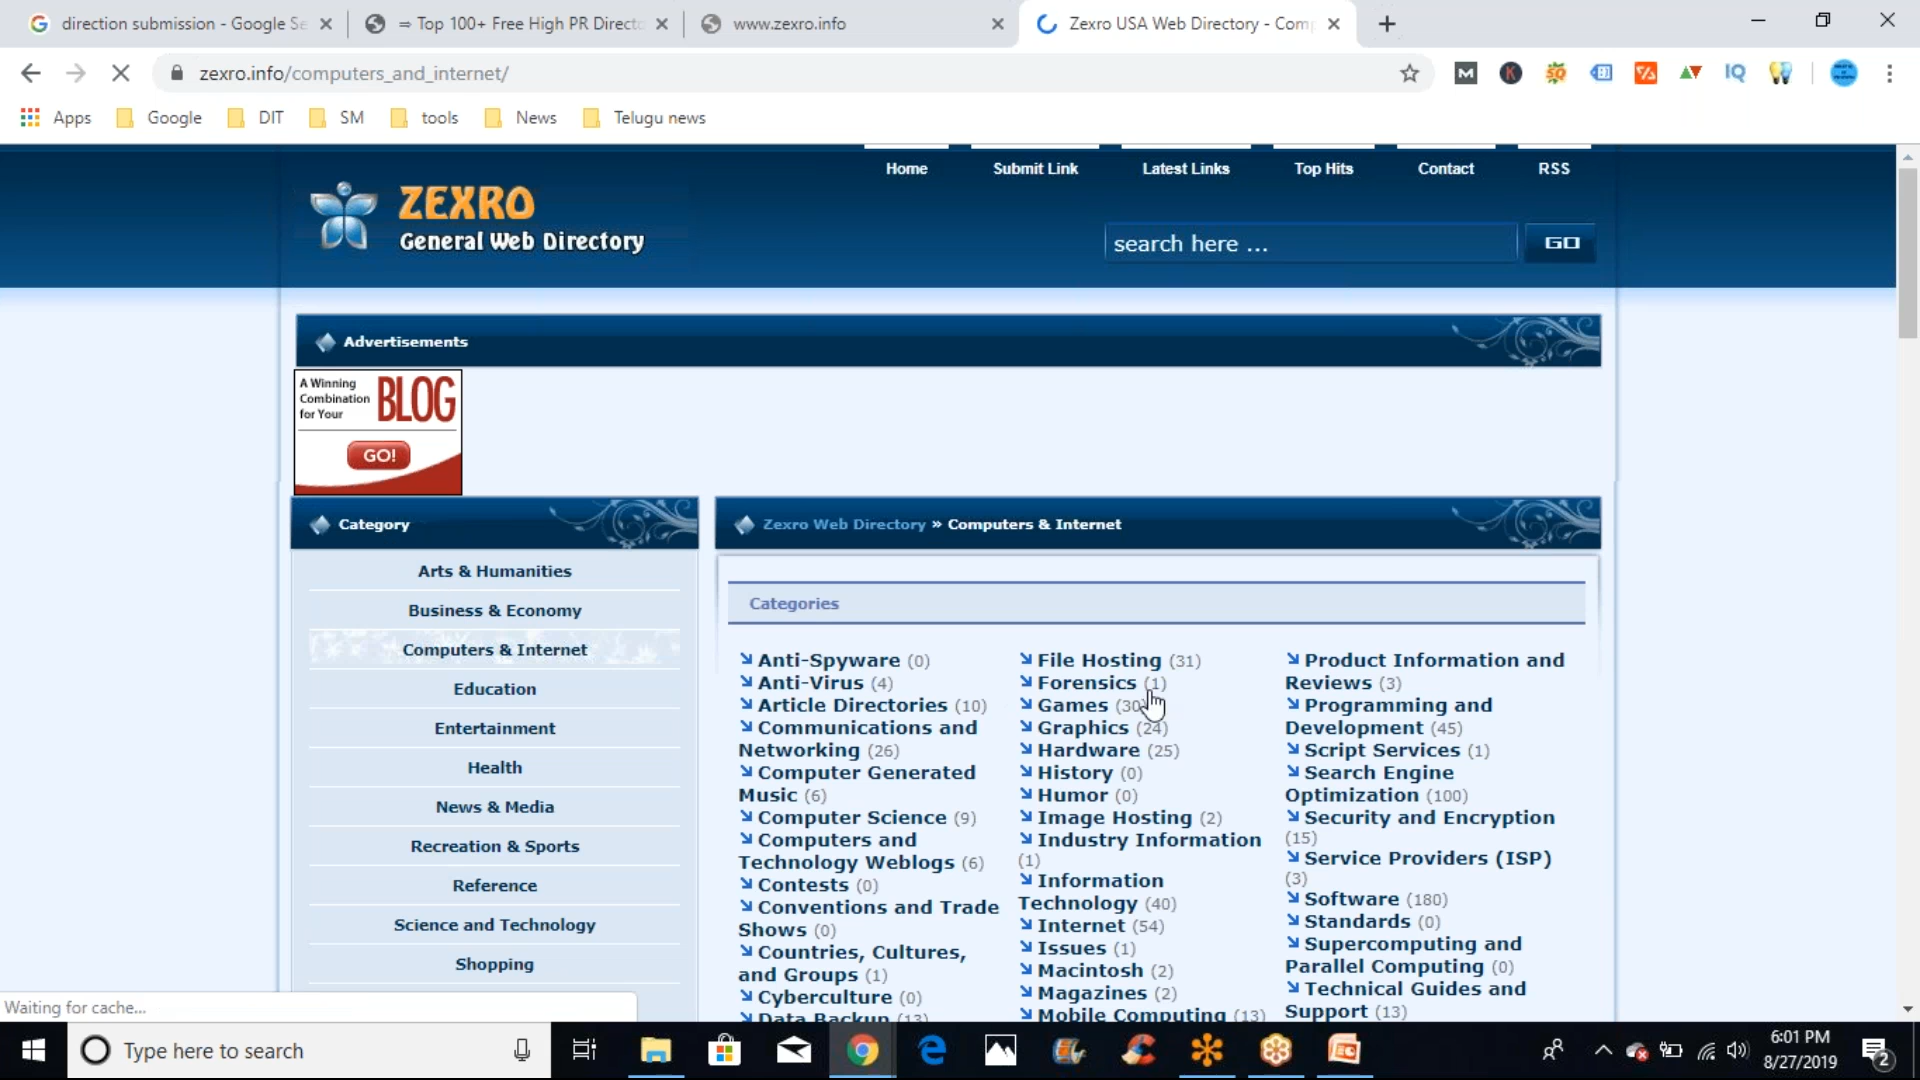 direction submission - Google Se
⇒ Top 100+ Free High PR Directo
www.zexro.info
Zexro USA Web Directory - Comp
zexro.info/computers_and_internet/
Apps
Google
DIT
SM
tools
News
Telugu news
Home
Submit Link
Latest Links
Top Hits
Contact
RSS
ZEXRO
General Web Directory
search here ...
GO
Advertisements
A Winning
Combination
for Your
BLOG
GO!
Category
Arts & Humanities
Business & Economy
Computers & Internet
Education
Entertainment
Health
News & Media
Recreation & Sports
Reference
Science and Technology
Shopping
Zexro Web Directory » Computers & Internet
Categories
Anti-Spyware (0)
Anti-Virus (4)
Article Directories (10)
Communications and
Networking (26)
Computer Generated
Music (6)
Computer Science (9)
Computers and
Technology Weblogs (6)
Contests (0)
Conventions and Trade
Shows (0)
Countries, Cultures,
and Groups (1)
Cyberculture (0)
Data Backup (13)
File Hosting (31)
Forensics (1)
Games (30)
Graphics (24)
Hardware (25)
History (0)
Humor (0)
Image Hosting (2)
Industry Information
(1)
Information
Technology (40)
Internet (54)
Issues (1)
Macintosh (2)
Magazines (2)
Mobile Computing (13)
Product Information and
Reviews (3)
Programming and
Development (45)
Script Services (1)
Search Engine
Optimization (100)
Security and Encryption
(15)
Service Providers (ISP)
(3)
Software (180)
Standards (0)
Supercomputing and
Parallel Computing (0)
Technical Guides and
Support (13)
Waiting for cache...
Type here to search
6:01 PM
8/27/2019
2